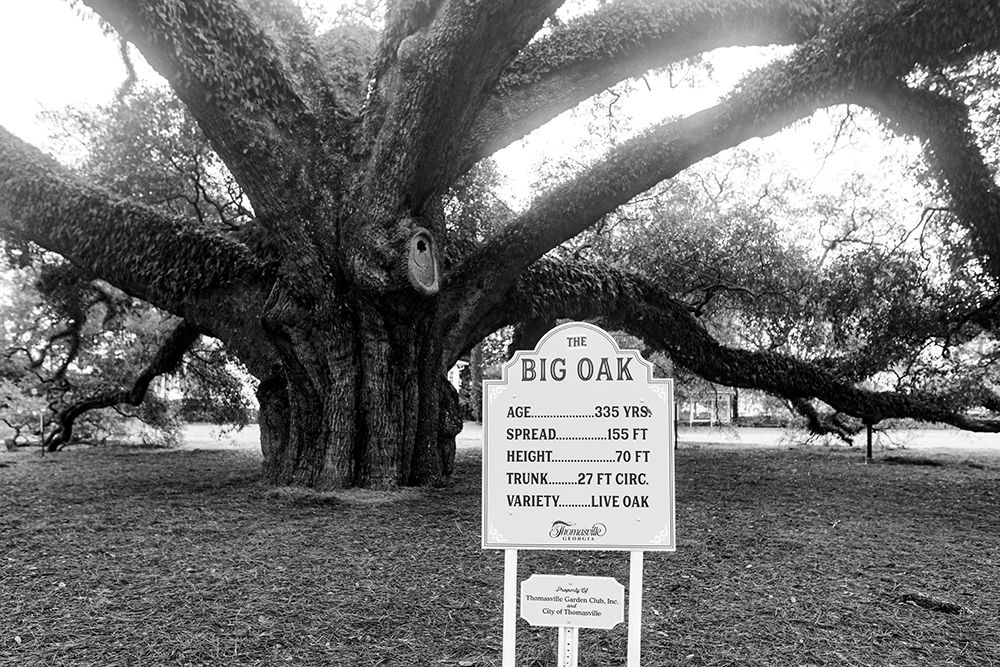 THE
BIG OAK
AGE....................335 YRS.
SPREAD................155 FT
HEIGHT....................70 FT
TRUNK.........27 FT CIRC.
VARIETY..........LIVE OAK
Thomasville
GEORGIA
Property Of
Thomasville Garden Club, Inc.
and
City of Thomasville